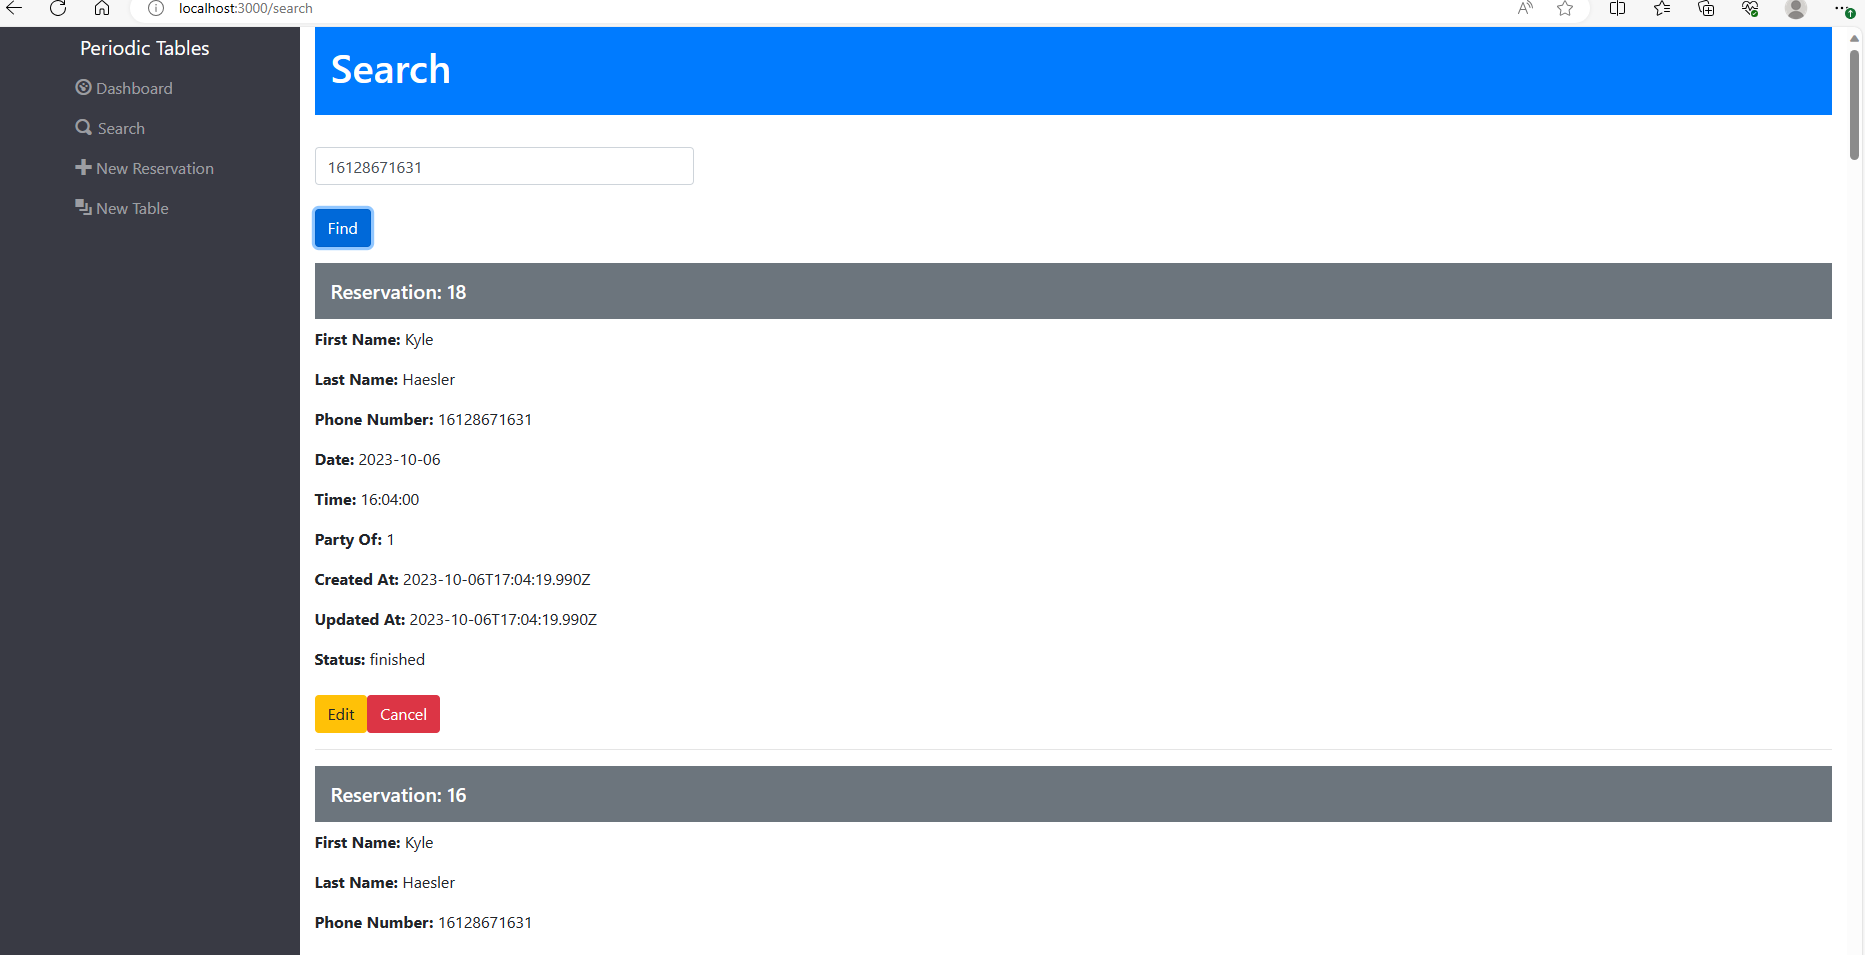 localhost:3000/search
Periodic Tables
Dashboard
Search
New Reservation
New Table
Search
16128671631
Find
Reservation: 18
First Name: Kyle
Last Name: Haesler
Phone Number: 16128671631
Date: 2023-10-06
Time: 16:04:00
Party Of: 1
Created At: 2023-10-06T17:04:19.990Z
Updated At: 2023-10-06T17:04:19.990Z
Status: finished
Edit Cancel
Reservation: 16
First Name: Kyle
Last Name: Haesler
Phone Number: 16128671631